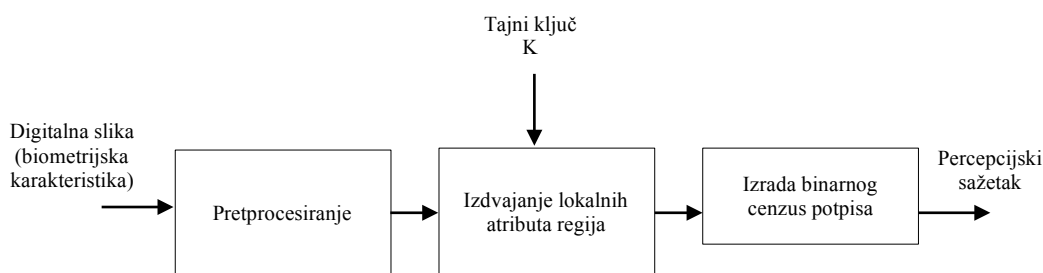 Tajni ključ
K
Digitalna slika
(biometrijska
karakteristika)
Pretprocesiranje
Izdvajanje lokalnih
atributa regija
Izrada binarnog
cenzus potpisa
Percepcijski
sažetak